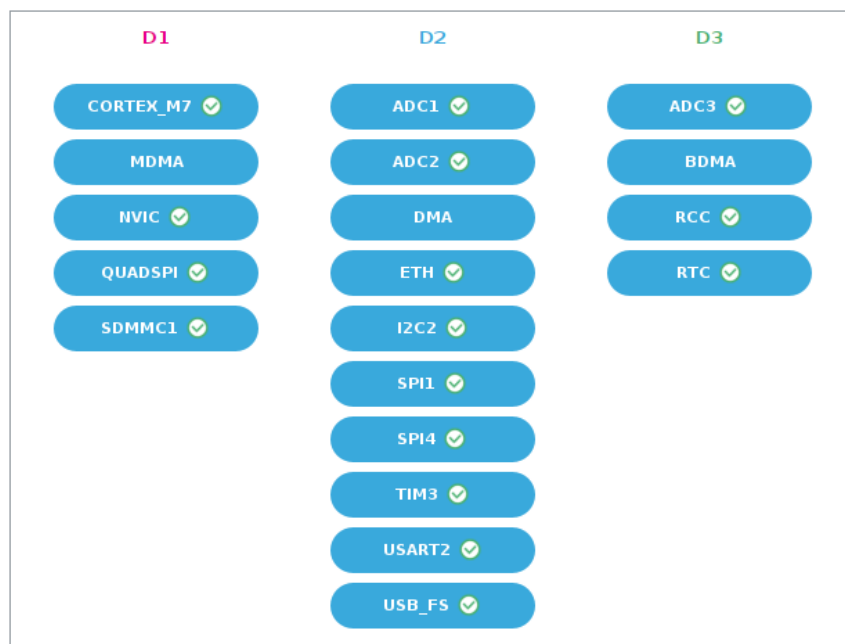 D1
CORTEX_M7
MDMA
NVIC
QUADSPI
SDMMC1
D2
ADC1
ADC2
DMA
ETH
I2C2
SPI1
SPI4
TIM3
USART2
USB_FS
D3
ADC3
BDMA
RCC
RTC